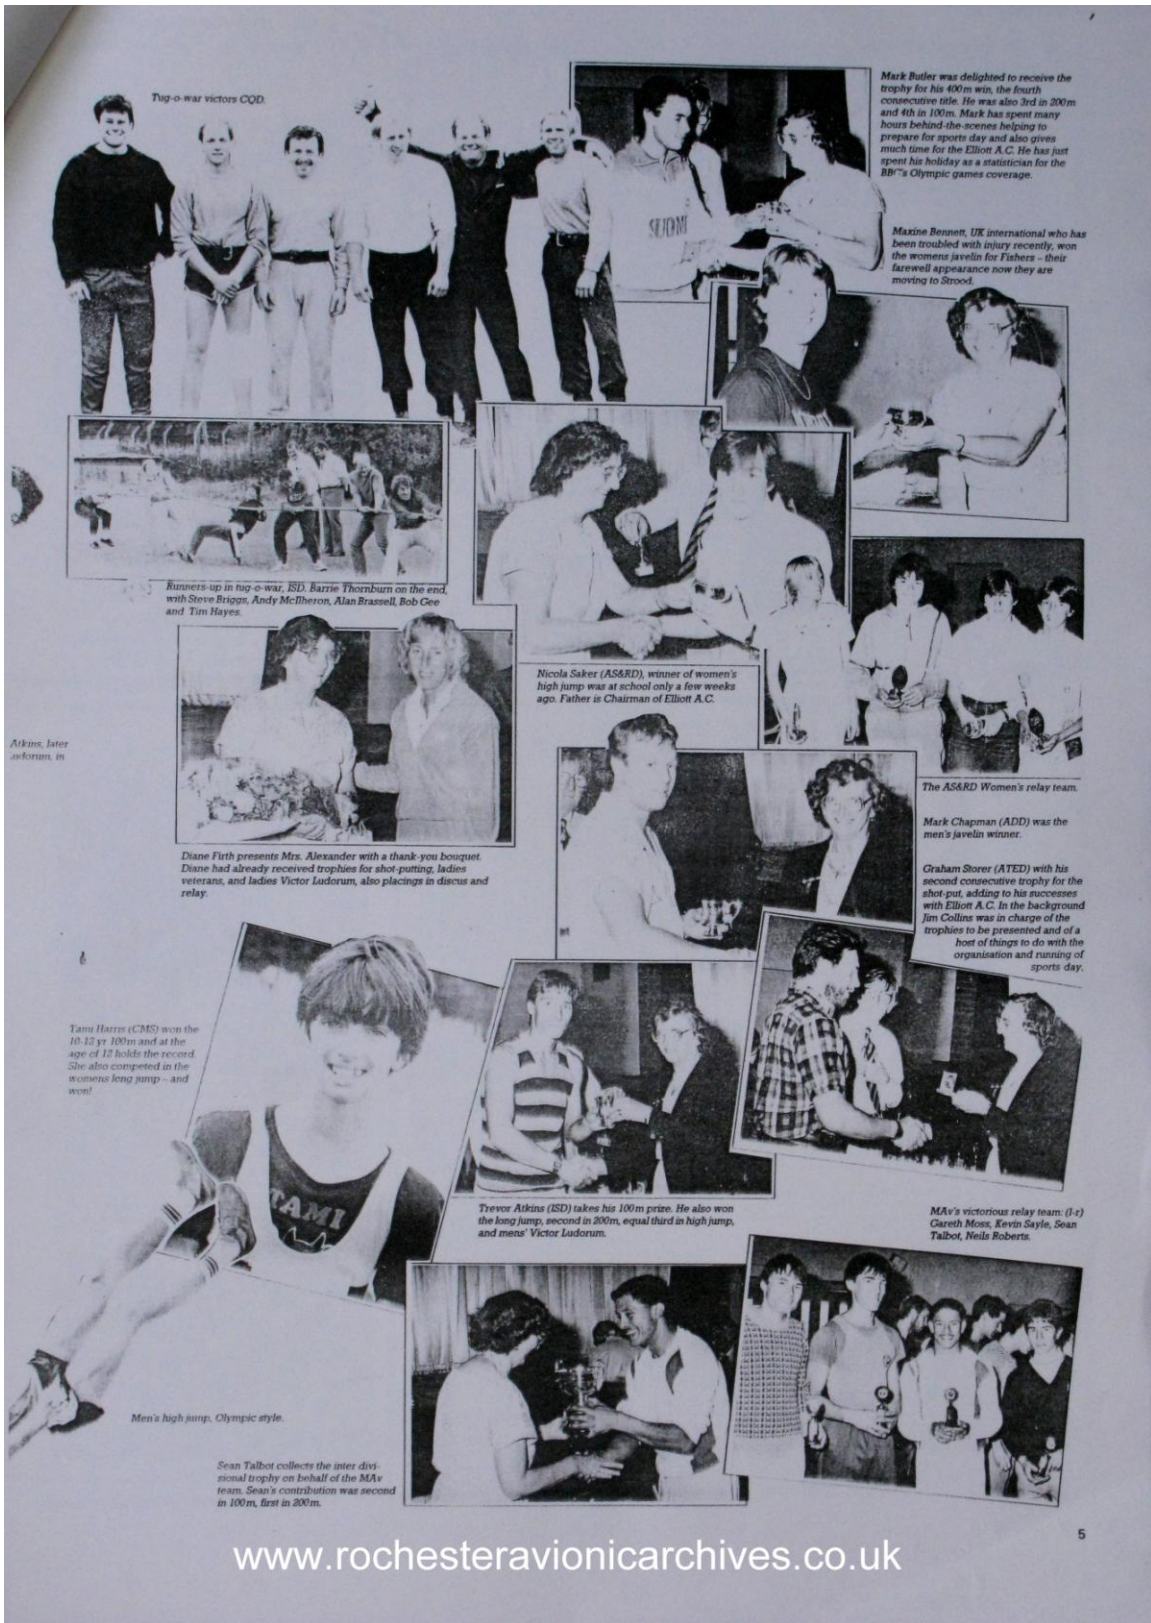 Tug-o-war victors CQD.
Mark Butler was delighted to receive the
trophy for his 400m win, the fourth
consecutive title. He was also 3rd in 200m
and 4th in 100m. Mark has spent many
hours behind-the-scenes helping to
prepare for sports day and also gives
much time for the Elliott A.C. He has just
spent his holiday as a statistician for the
BBC's Olympic games coverage.
SUOMI
Maxine Bennett, UK international who has
been troubled with injury recently, won
the womens javelin for Fishers – their
farewell appearance now they are
moving to Strood.
Runners-up in tug-o-war, ISD. Barrie Thornburn on the end,
with Steve Briggs, Andy McIlheron, Alan Brassell, Bob Gee
and Tim Hayes.
Nicola Saker (AS&RD), winner of women's
high jump was at school only a few weeks
ago. Father is Chairman of Elliott A.C.
Atkins, later
udorum, in
The AS&RD Women's relay team.
Mark Chapman (ADD) was the
men's javelin winner.
Diane Firth presents Mrs. Alexander with a thank-you bouquet.
Diane had already received trophies for shot-putting, ladies
veterans, and ladies Victor Ludorum, also placings in discus and
relay.
Graham Storer (ATED) with his
second consecutive trophy for the
shot-put, adding to his successes
with Elliott A.C. In the background
Jim Collins was in charge of the
trophies to be presented and of a
host of things to do with the
organisation and running of
sports day.
Tami Harris (CMS) won the
10-12 yr 100m and at the
age of 12 holds the record.
She also competed in the
womens long jump – and
won!
TAMI
Trevor Atkins (ISD) takes his 100m prize. He also won
the long jump, second in 200m, equal third in high jump,
and mens' Victor Ludorum.
MAv's victorious relay team: (l-r)
Gareth Moss, Kevin Sayle, Sean
Talbot, Neils Roberts.
Men's high jump, Olympic style.
Sean Talbot collects the inter divi-
sional trophy on behalf of the MAv
team. Sean's contribution was second
in 100m, first in 200m.
5
www.rochesteravionicarchives.co.uk